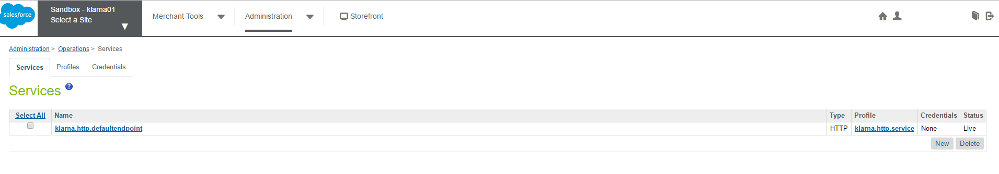 salesforce
Sandbox - klarna01
Select a Site
Merchant Tools
Administration
Storefront
Administration > Operations > Services
Services Profiles Credentials
Services ?
Select All Name Type Profile Credentials Status
klarna.http.defaultendpoint HTTP klarna.http.service None Live
New Delete